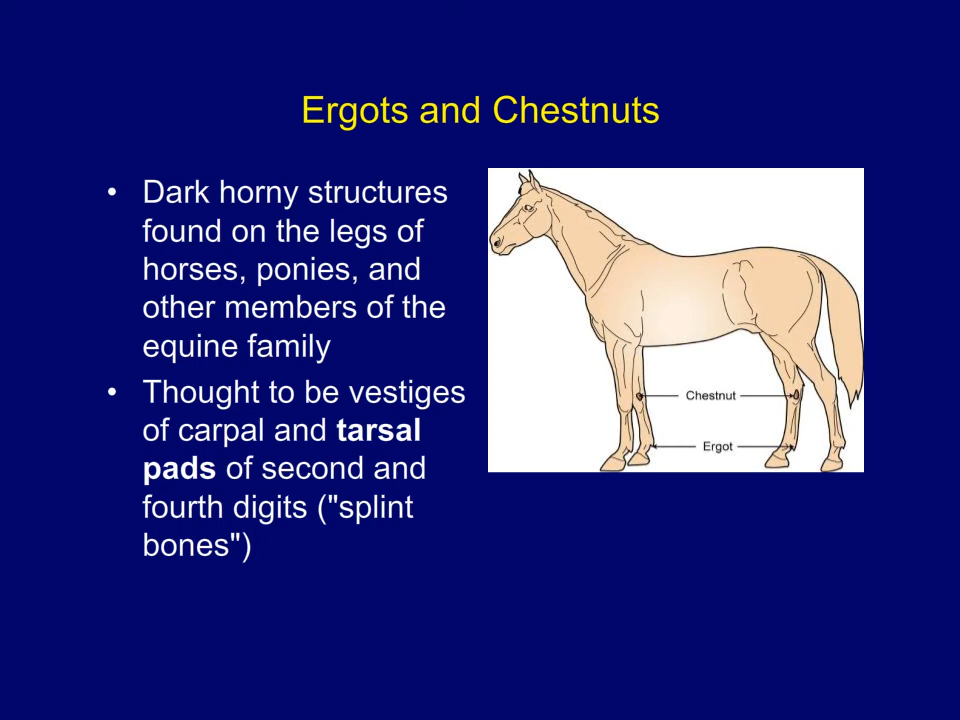 Ergots and Chestnuts
• Dark horny structures
found on the legs of
horses, ponies, and
other members of the
equine family
• Thought to be vestiges
of carpal and tarsal
pads of second and
fourth digits ("splint
bones")
Chestnut
Ergot